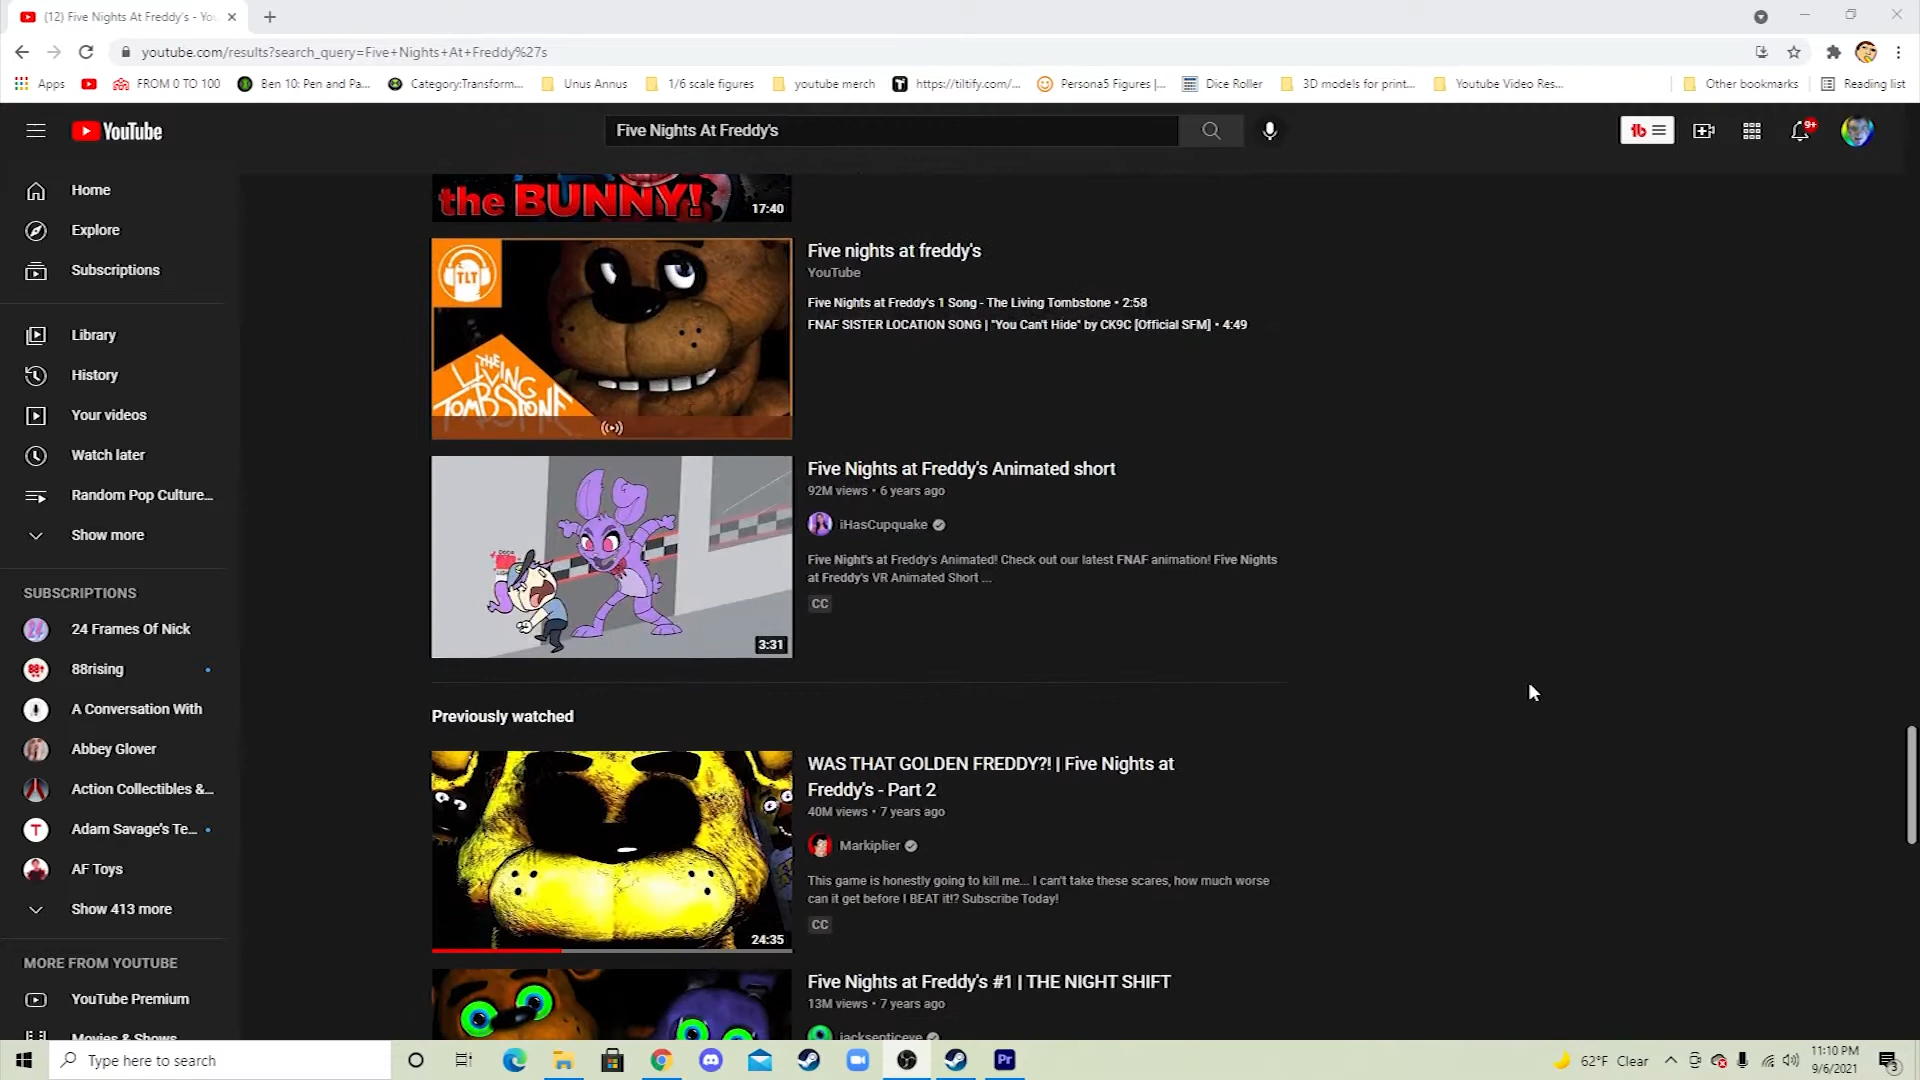 (12) Five Nights At Freddy's - You
youtube.com/results?search_query=Five+Nights+At+Freddy%27s
Apps
FROM 0 TO 100
Ben 10: Pen and Pa...
Category:Transform...
Unus Annus
1/6 scale figures
youtube merch
https://tiltify.com/...
Persona5 Figures |...
Dice Roller
3D models for print...
Youtube Video Res...
Other bookmarks
Reading list
YouTube
Five Nights At Freddy's
9+
Home
Explore
Subscriptions
Library
History
Your videos
Watch later
Random Pop Culture...
Show more
SUBSCRIPTIONS
24 Frames Of Nick
88rising
A Conversation With
Abbey Glover
Action Collectibles &...
Adam Savage's Te...
AF Toys
Show 413 more
MORE FROM YOUTUBE
YouTube Premium
Movies & Shows
the BUNNY!
17:40
TLT
THE
LIVING
TOMBSTONE
Five nights at freddy's
YouTube
Five Nights at Freddy's 1 Song - The Living Tombstone • 2:58
FNAF SISTER LOCATION SONG | "You Can't Hide" by CK9C [Official SFM] • 4:49
3:31
Five Nights at Freddy's Animated short
92M views • 6 years ago
iHasCupquake
Five Night's at Freddy's Animated! Check out our latest FNAF animation! Five Nights
at Freddy's VR Animated Short ...
CC
Previously watched
24:35
WAS THAT GOLDEN FREDDY?! | Five Nights at
Freddy's - Part 2
40M views • 7 years ago
Markiplier
This game is honestly going to kill me... I can't take these scares, how much worse
can it get before I BEAT it!? Subscribe Today!
CC
Five Nights at Freddy's #1 | THE NIGHT SHIFT
13M views • 7 years ago
jacksepticeye
Type here to search
Pr
62°F Clear
11:10 PM
9/6/2021
3